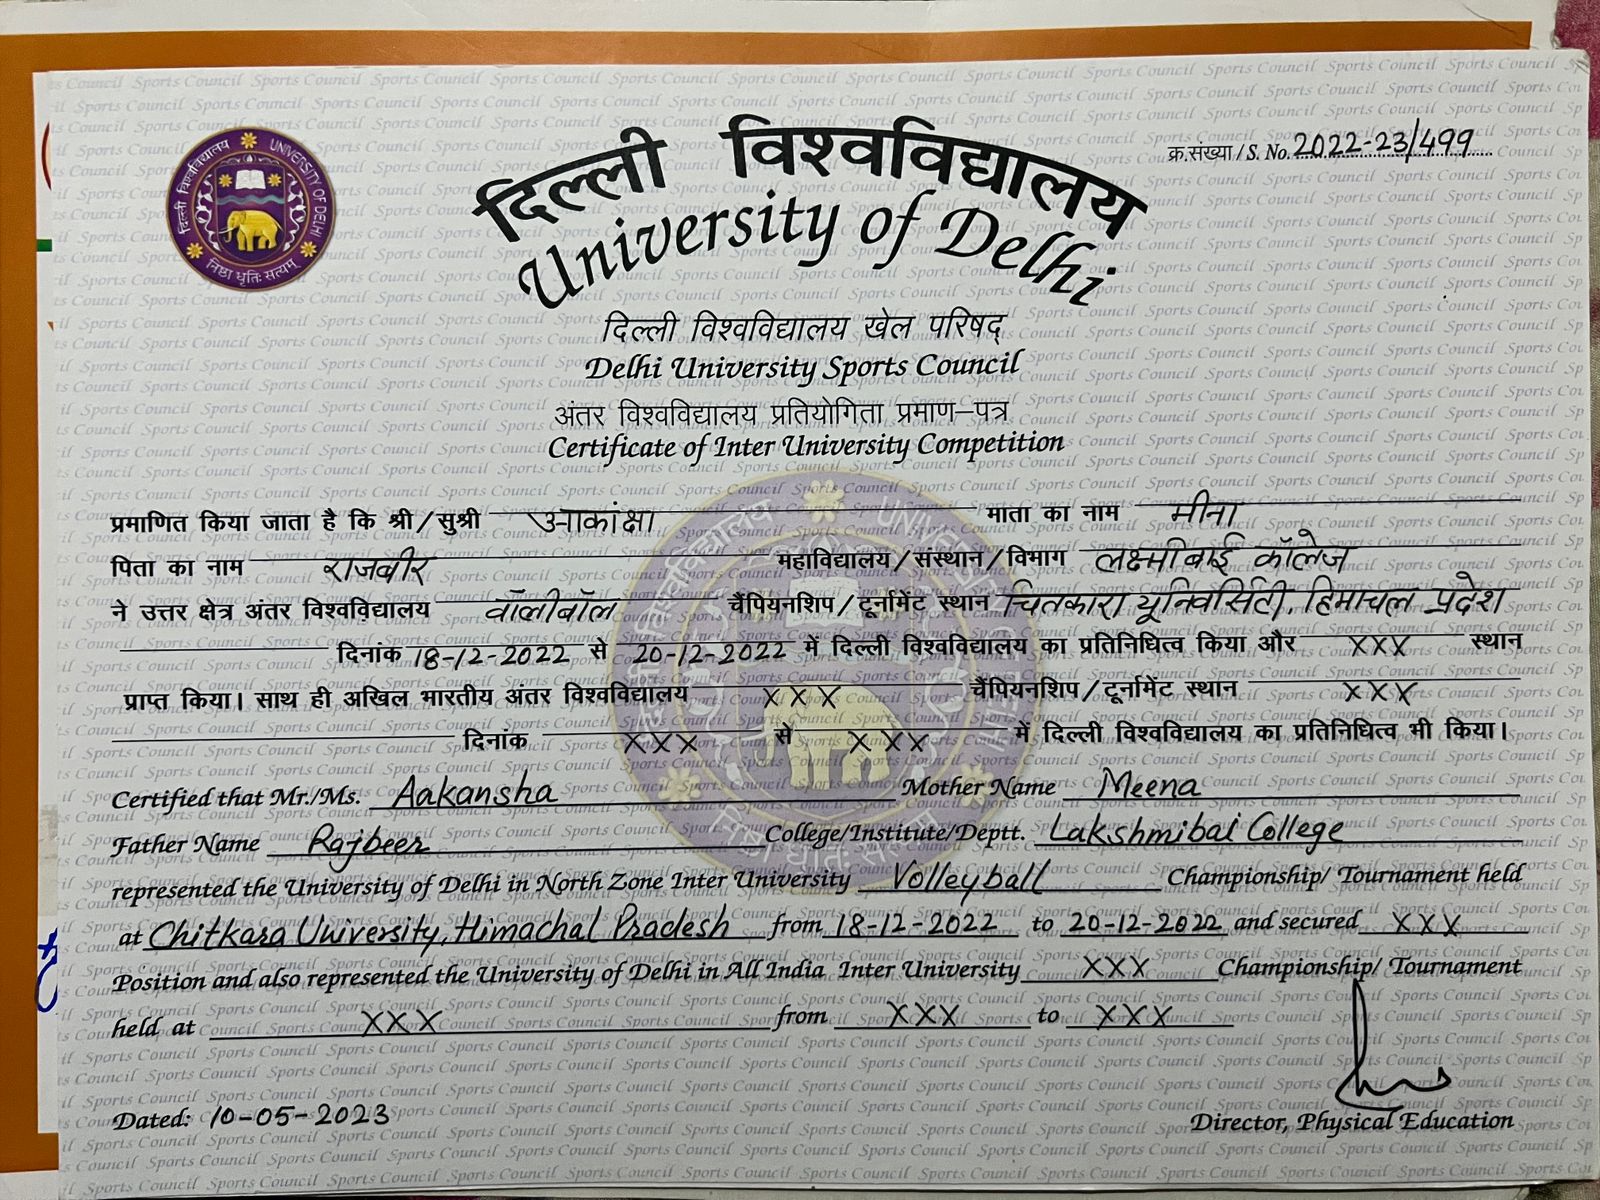 दिल्ली विश्वविद्यालय UNIVERSITY OF DELHI
निष्ठा धृतिः सत्यम्
क्र.संख्या / S. No. 2022-23/499
दिल्ली विश्वविद्यालय
University of Delhi
दिल्ली विश्वविद्यालय खेल परिषद्
Delhi University Sports Council
अंतर विश्वविद्यालय प्रतियोगिता प्रमाण-पत्र
Certificate of Inter University Competition
प्रमाणित किया जाता है कि श्री/सुश्री आकांक्षा माता का नाम मीना
पिता का नाम राजबीर महाविद्यालय/संस्थान/विभाग लक्ष्मीबाई कॉलेज
ने उत्तर क्षेत्र अंतर विश्वविद्यालय वॉलीबॉल चैंपियनशिप/टूर्नामेंट स्थान चितकारा यूनिवर्सिटी, हिमाचल प्रदेश
दिनांक 18-12-2022 से 20-12-2022 में दिल्ली विश्वविद्यालय का प्रतिनिधित्व किया और XXX स्थान
प्राप्त किया। साथ ही अखिल भारतीय अंतर विश्वविद्यालय XXX चैंपियनशिप/टूर्नामेंट स्थान XXX
दिनांक XXX से XXX में दिल्ली विश्वविद्यालय का प्रतिनिधित्व भी किया।
Certified that Mr./Ms. Aakansha Mother Name Meena
Father Name Rajbeer College/Institute/Deptt. Lakshmibai College
represented the University of Delhi in North Zone Inter University Volleyball Championship/ Tournament held
at Chitkara University, Himachal Pradesh from 18-12-2022 to 20-12-2022 and secured XXX
Position and also represented the University of Delhi in All India Inter University XXX Championship/ Tournament
held at XXX from XXX to XXX
Dated: 10-05-2023
Director, Physical Education